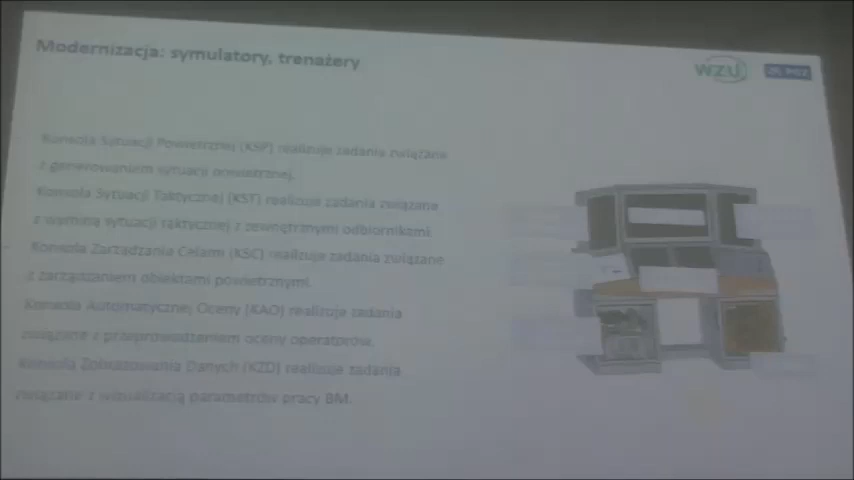 Modernizacja: symulatory, trenażery
WZU
Konsola Sytuacji Powietrznej (KSP) realizuje zadania związane
z generowaniem sytuacji powietrznej.
Konsola Sytuacji Taktycznej (KST) realizuje zadania związane
z wymianą sytuacji taktycznej z zewnętrznymi odbiornikami.
Konsola Zarządzania Celami (KSC) realizuje zadania związane
z zarządzaniem obiektami powietrznymi.
Konsola Automatycznej Oceny (KAO) realizuje zadania
związane z przeprowadzaniem oceny operatorów.
Konsola Zobrazowania Danych (KZD) realizuje zadania
związane z wizualizacją parametrów pracy BM.